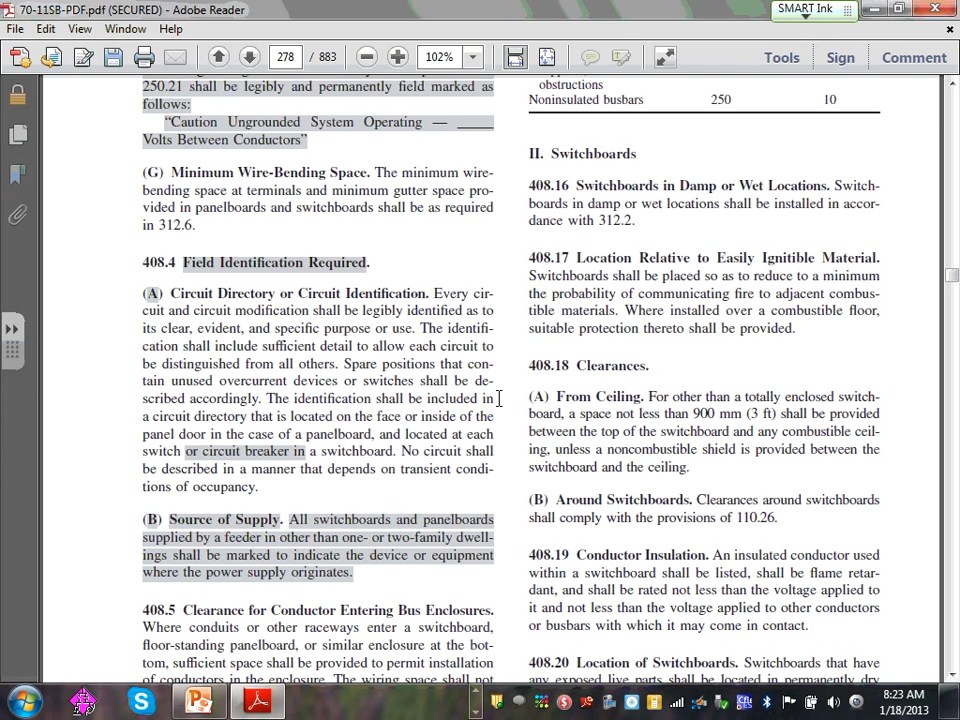 70-11SB-PDF.pdf (SECURED) - Adobe Reader
SMART Ink
File Edit View Window Help
278 / 883
102%
Tools Sign Comment
250.21 shall be legibly and permanently field marked as
follows:
“Caution Ungrounded System Operating — _____
Volts Between Conductors”
(G) Minimum Wire-Bending Space. The minimum wire-
bending space at terminals and minimum gutter space pro-
vided in panelboards and switchboards shall be as required
in 312.6.
408.4 Field Identification Required.
(A) Circuit Directory or Circuit Identification. Every cir-
cuit and circuit modification shall be legibly identified as to
its clear, evident, and specific purpose or use. The identifi-
cation shall include sufficient detail to allow each circuit to
be distinguished from all others. Spare positions that con-
tain unused overcurrent devices or switches shall be de-
scribed accordingly. The identification shall be included in
a circuit directory that is located on the face or inside of the
panel door in the case of a panelboard, and located at each
switch or circuit breaker in a switchboard. No circuit shall
be described in a manner that depends on transient condi-
tions of occupancy.
(B) Source of Supply. All switchboards and panelboards
supplied by a feeder in other than one- or two-family dwell-
ings shall be marked to indicate the device or equipment
where the power supply originates.
408.5 Clearance for Conductor Entering Bus Enclosures.
Where conduits or other raceways enter a switchboard,
floor-standing panelboard, or similar enclosure at the bot-
tom, sufficient space shall be provided to permit installation
of conductors in the enclosure. The wiring space shall not
obstructions
Noninsulated busbars 250 10
II. Switchboards
408.16 Switchboards in Damp or Wet Locations. Switch-
boards in damp or wet locations shall be installed in accor-
dance with 312.2.
408.17 Location Relative to Easily Ignitible Material.
Switchboards shall be placed so as to reduce to a minimum
the probability of communicating fire to adjacent combus-
tible materials. Where installed over a combustible floor,
suitable protection thereto shall be provided.
408.18 Clearances.
(A) From Ceiling. For other than a totally enclosed switch-
board, a space not less than 900 mm (3 ft) shall be provided
between the top of the switchboard and any combustible ceil-
ing, unless a noncombustible shield is provided between the
switchboard and the ceiling.
(B) Around Switchboards. Clearances around switchboards
shall comply with the provisions of 110.26.
408.19 Conductor Insulation. An insulated conductor used
within a switchboard shall be listed, shall be flame retar-
dant, and shall be rated not less than the voltage applied to
it and not less than the voltage applied to other conductors
or busbars with which it may come in contact.
408.20 Location of Switchboards. Switchboards that have
any exposed live parts shall be located in permanently dry
8:23 AM
1/18/2013